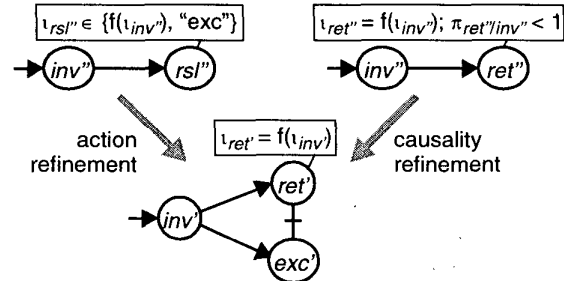 ι_rsl'' ∈ {f(ι_inv''), "exc"}
ι_ret'' = f(ι_inv''); π_ret''/inv'' < 1
inv'' rsl''
inv'' ret''
action
refinement
ι_ret' = f(ι_inv')
causality
refinement
ret'
inv'
exc'